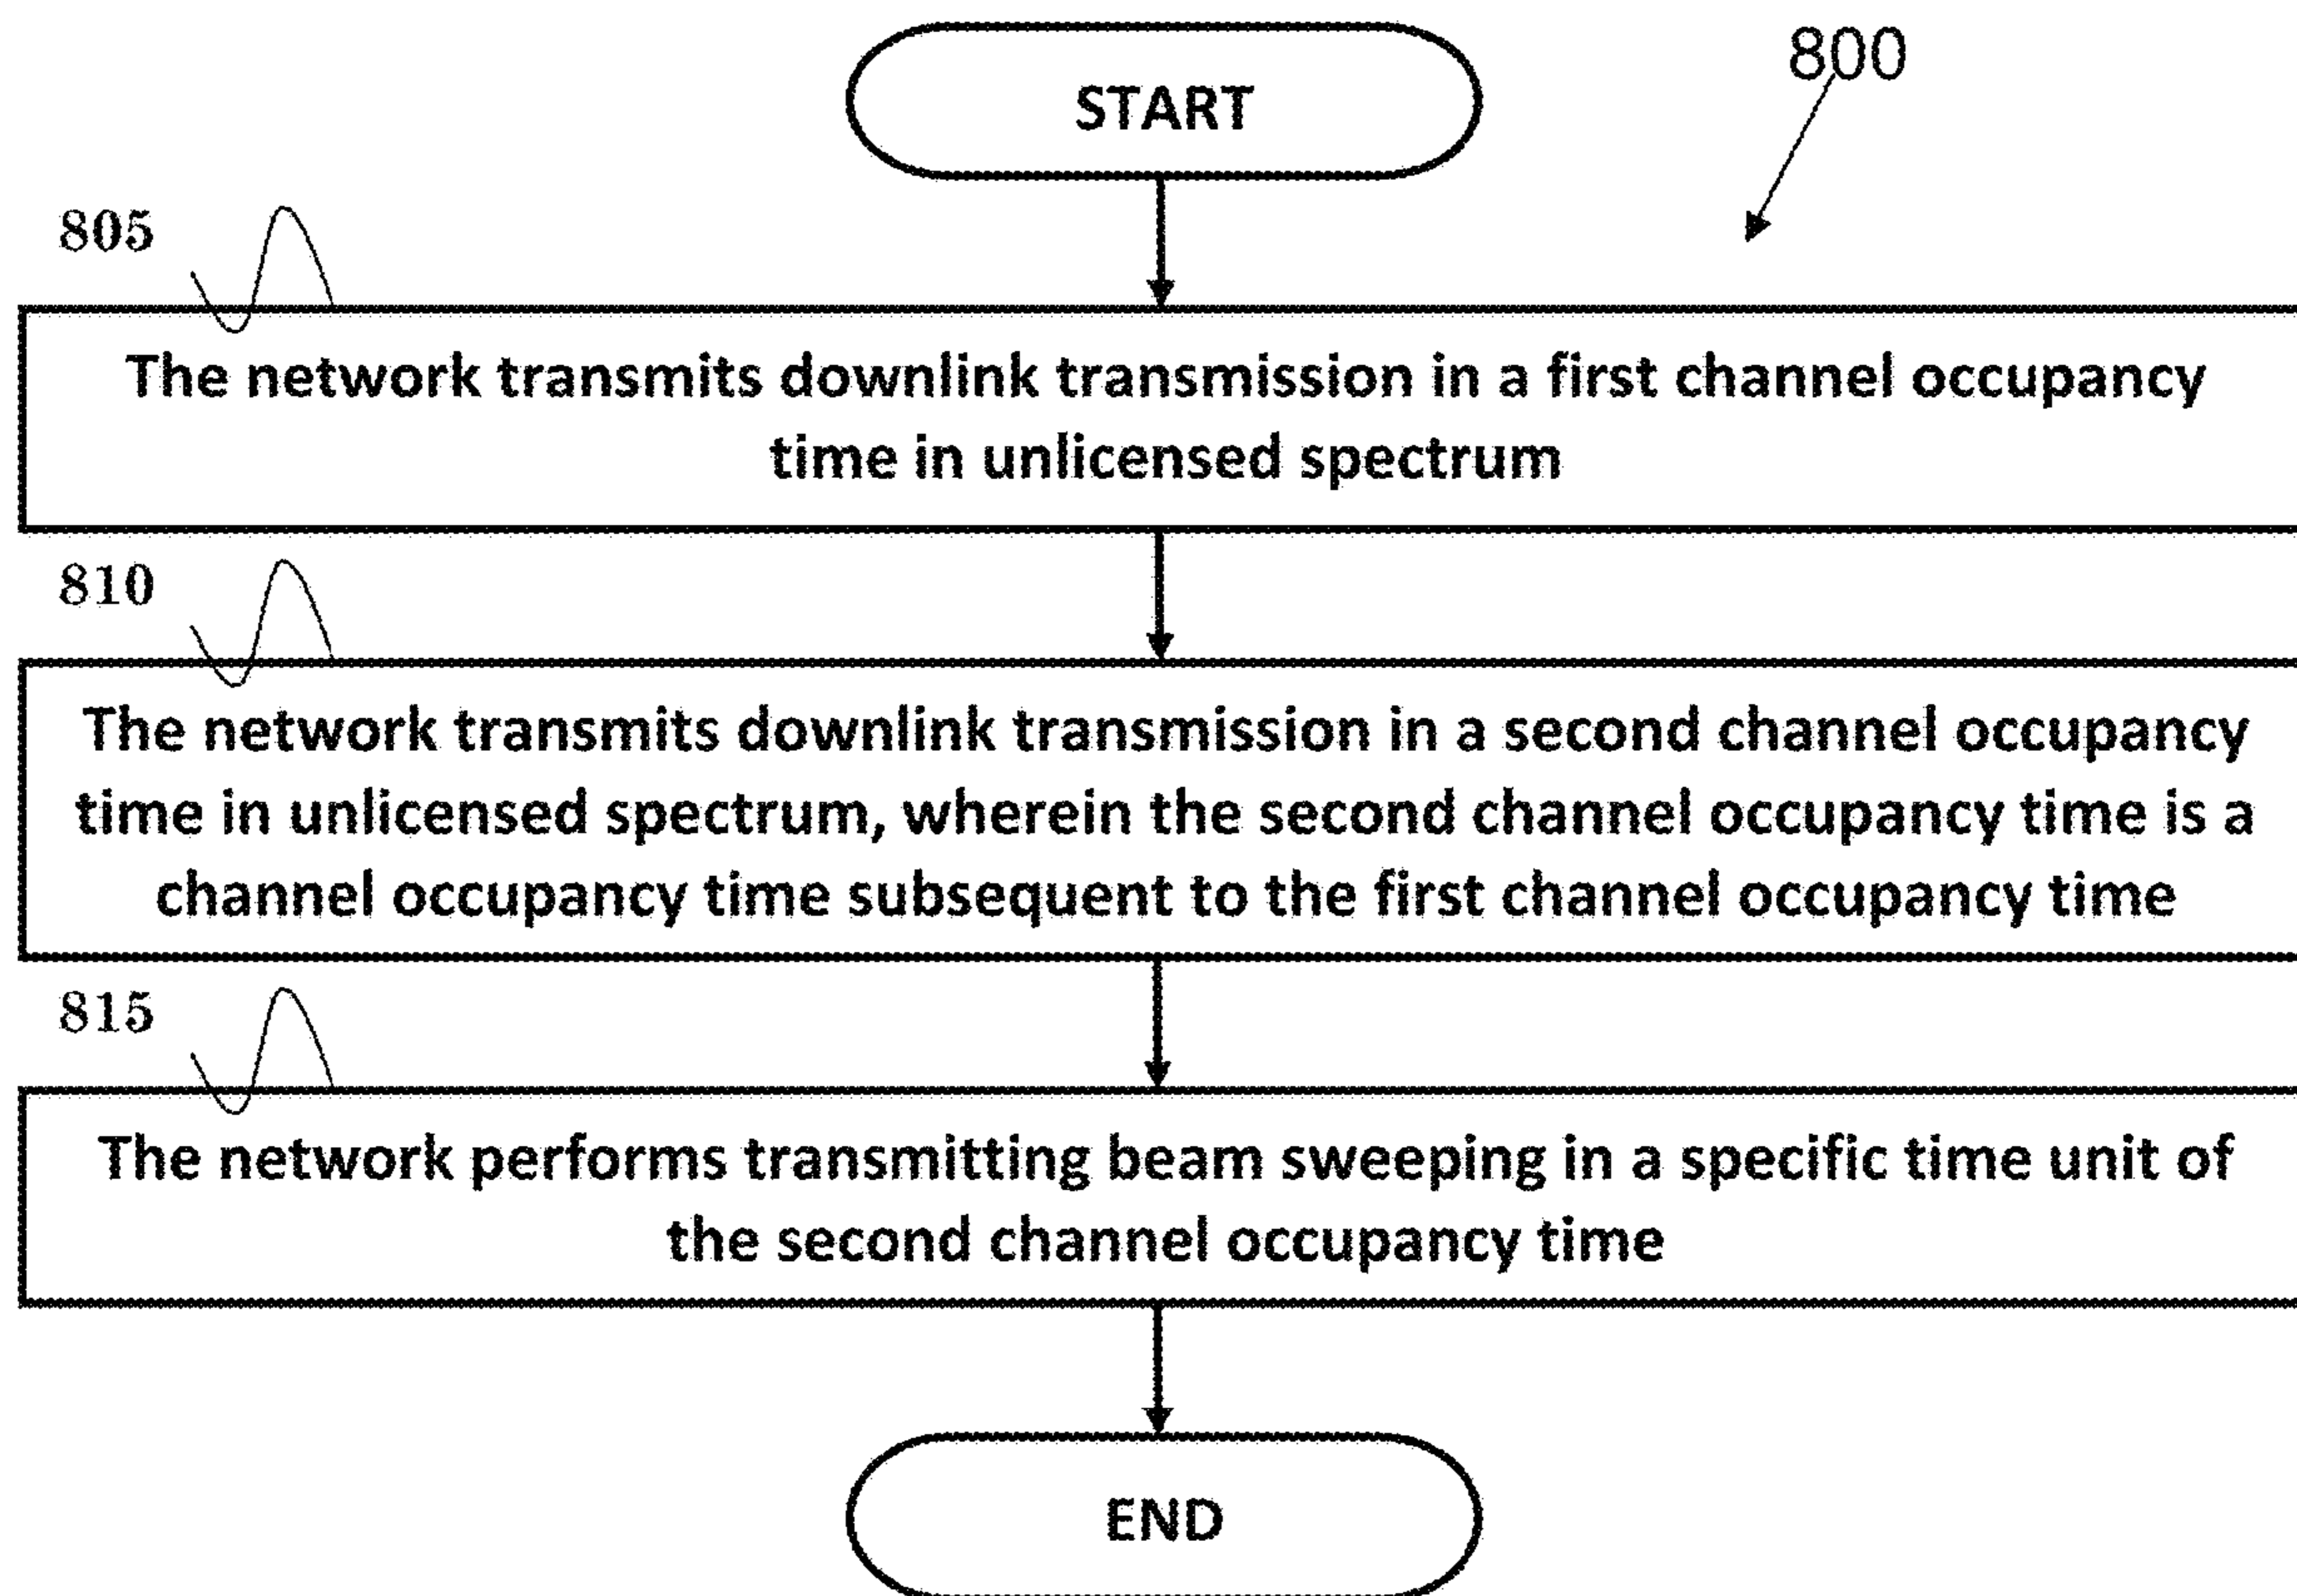 START
800
805
The network transmits downlink transmission in a first channel occupancy
time in unlicensed spectrum
810
The network transmits downlink transmission in a second channel occupancy
time in unlicensed spectrum, wherein the second channel occupancy time is a
channel occupancy time subsequent to the first channel occupancy time
815
The network performs transmitting beam sweeping in a specific time unit of
the second channel occupancy time
END